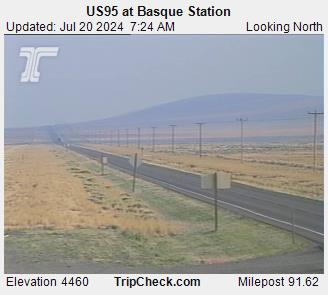 US95 at Basque Station
Updated: Jul 20 2024 7:24 AM Looking North
Elevation 4460 TripCheck.com Milepost 91.62